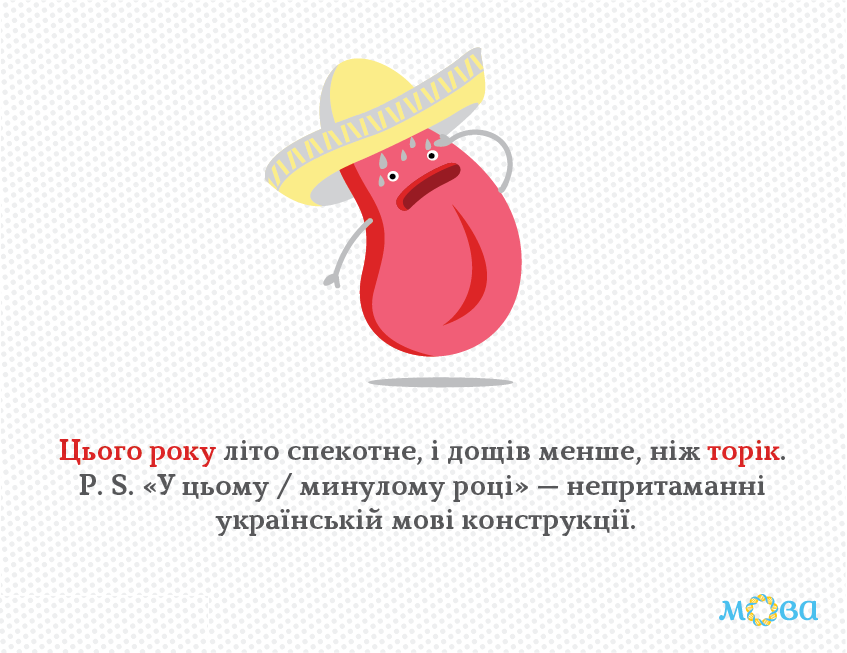 Цього року літо спекотне, і дощів менше, ніж торік.
P. S. «У цьому / минулому році» — непритаманні
українській мові конструкції.
мова